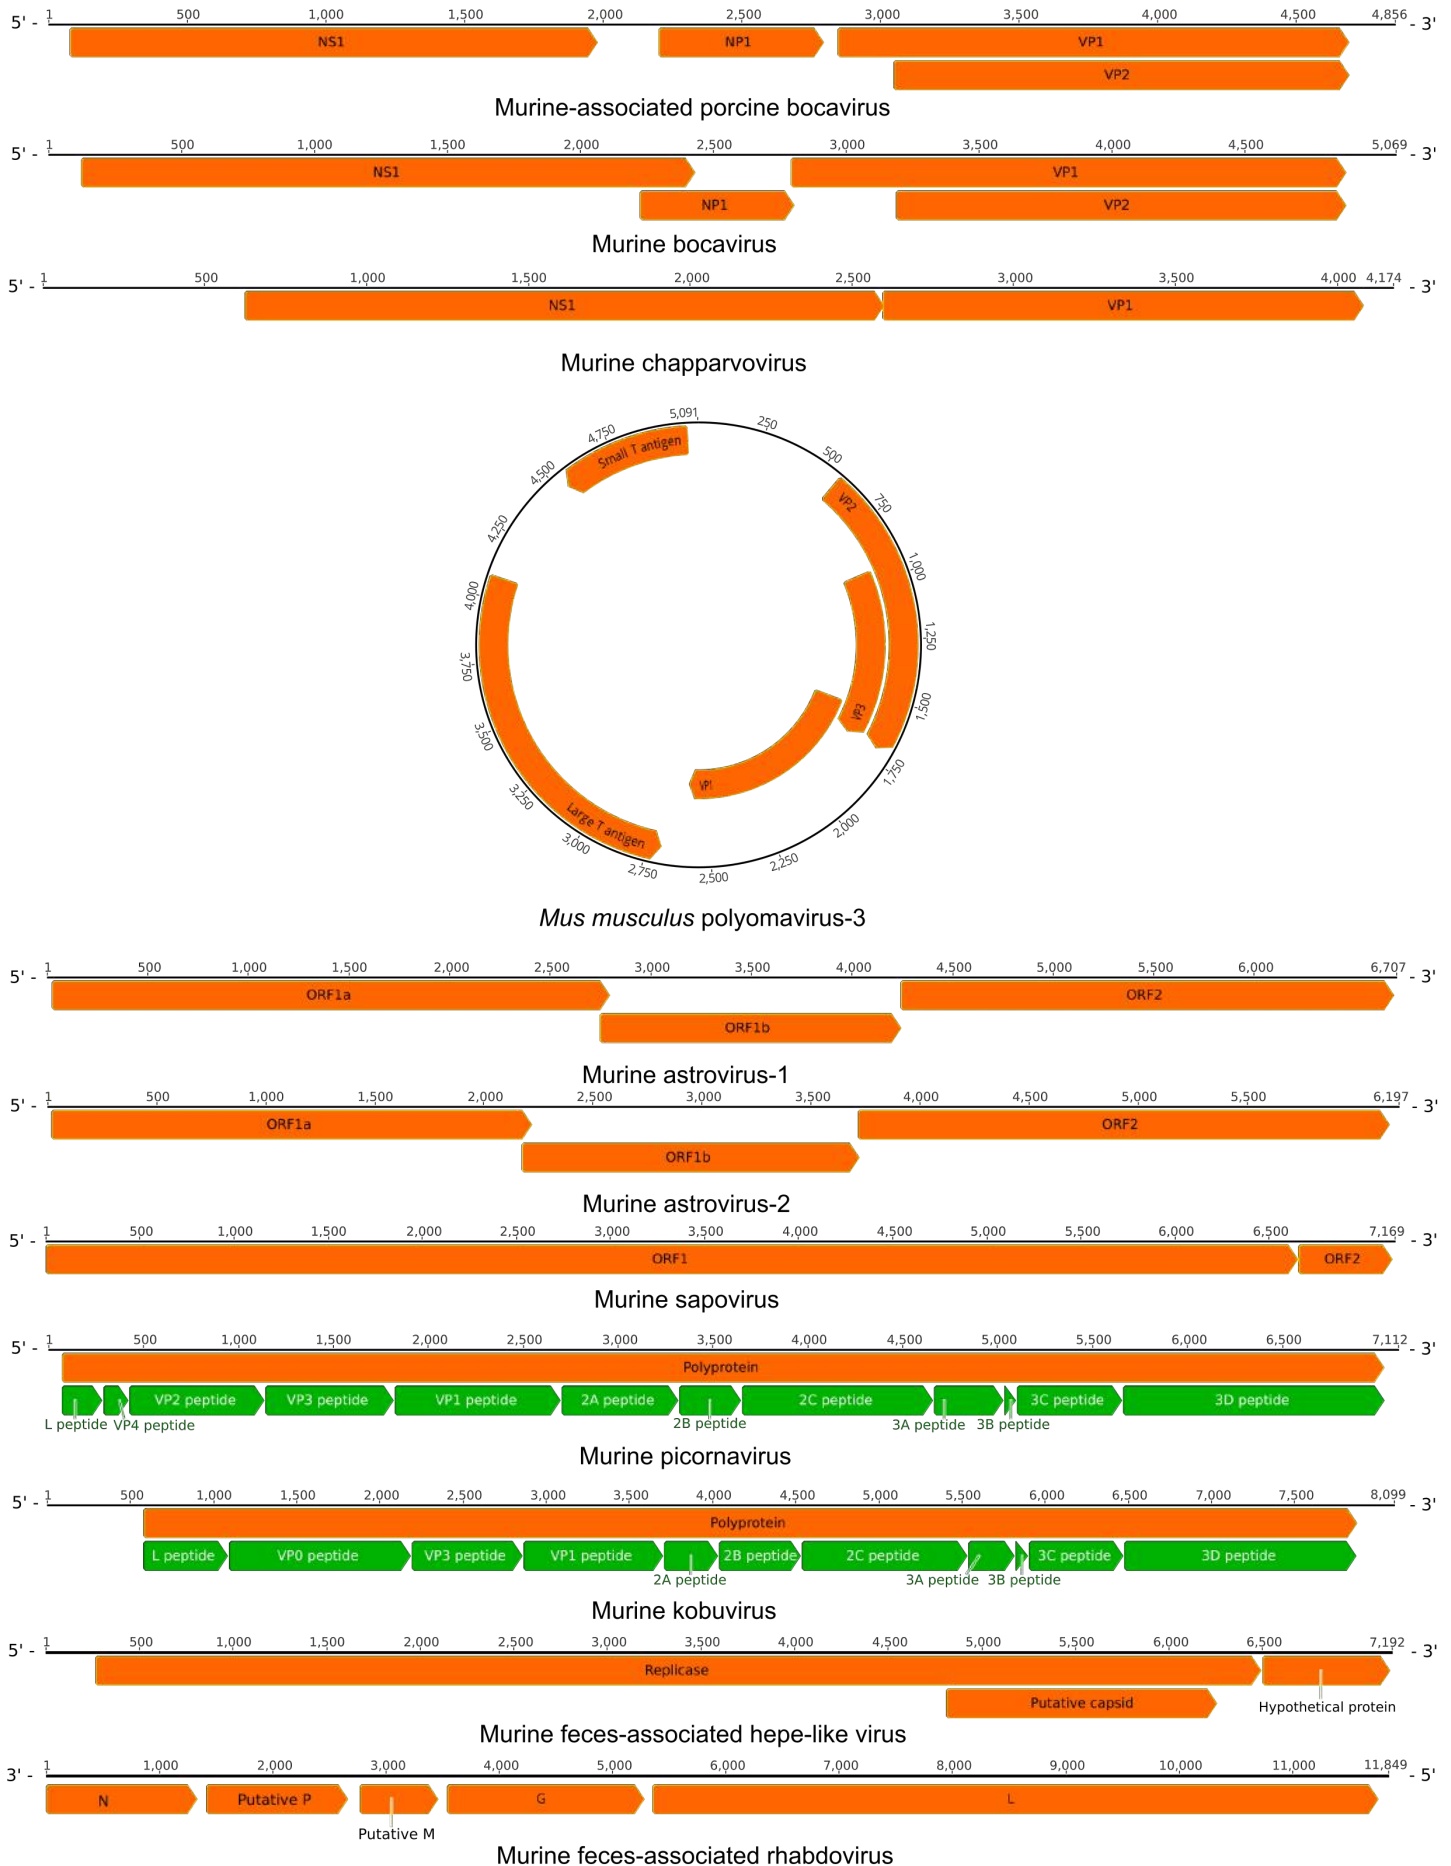 1 500 1,000 1,500 2,000 2,500 3,000 3,500 4,000 4,500 4,856
5' - - 3'
NS1 NP1 VP1
VP2
Murine-associated porcine bocavirus
1 500 1,000 1,500 2,000 2,500 3,000 3,500 4,000 4,500 5,069
5' - - 3'
NS1 VP1
NP1 VP2
Murine bocavirus
1 500 1,000 1,500 2,000 2,500 3,000 3,500 4,000 4,174
5' - - 3'
NS1 VP1
Murine chapparvovirus
5,091
250
500
750
1,000
1,250
1,500
1,750
2,000
2,250
2,500
2,750
3,000
3,250
3,500
3,750
4,000
4,250
4,500
4,750
Small T antigen
VP2
VP3
VP1
Large T antigen
Mus musculus polyomavirus-3
1 500 1,000 1,500 2,000 2,500 3,000 3,500 4,000 4,500 5,000 5,500 6,000 6,707
5' - - 3'
ORF1a ORF2
ORF1b
Murine astrovirus-1
1 500 1,000 1,500 2,000 2,500 3,000 3,500 4,000 4,500 5,000 5,500 6,197
5' - - 3'
ORF1a ORF2
ORF1b
Murine astrovirus-2
1 500 1,000 1,500 2,000 2,500 3,000 3,500 4,000 4,500 5,000 5,500 6,000 6,500 7,169
5' - - 3'
ORF1 ORF2
Murine sapovirus
1 500 1,000 1,500 2,000 2,500 3,000 3,500 4,000 4,500 5,000 5,500 6,000 6,500 7,112
5' - - 3'
Polyprotein
VP2 peptide VP3 peptide VP1 peptide 2A peptide 2C peptide 3C peptide 3D peptide
L peptide VP4 peptide 2B peptide 3A peptide 3B peptide
Murine picornavirus
1 500 1,000 1,500 2,000 2,500 3,000 3,500 4,000 4,500 5,000 5,500 6,000 6,500 7,000 7,500 8,099
5' - - 3'
Polyprotein
L peptide VP0 peptide VP3 peptide VP1 peptide 2B peptide 2C peptide 3C peptide 3D peptide
2A peptide 3A peptide 3B peptide
Murine kobuvirus
1 500 1,000 1,500 2,000 2,500 3,000 3,500 4,000 4,500 5,000 5,500 6,000 6,500 7,192
5' - - 3'
Replicase
Putative capsid Hypothetical protein
Murine feces-associated hepe-like virus
1 1,000 2,000 3,000 4,000 5,000 6,000 7,000 8,000 9,000 10,000 11,000 11,849
3' - - 5'
N Putative P G L
Putative M
Murine feces-associated rhabdovirus